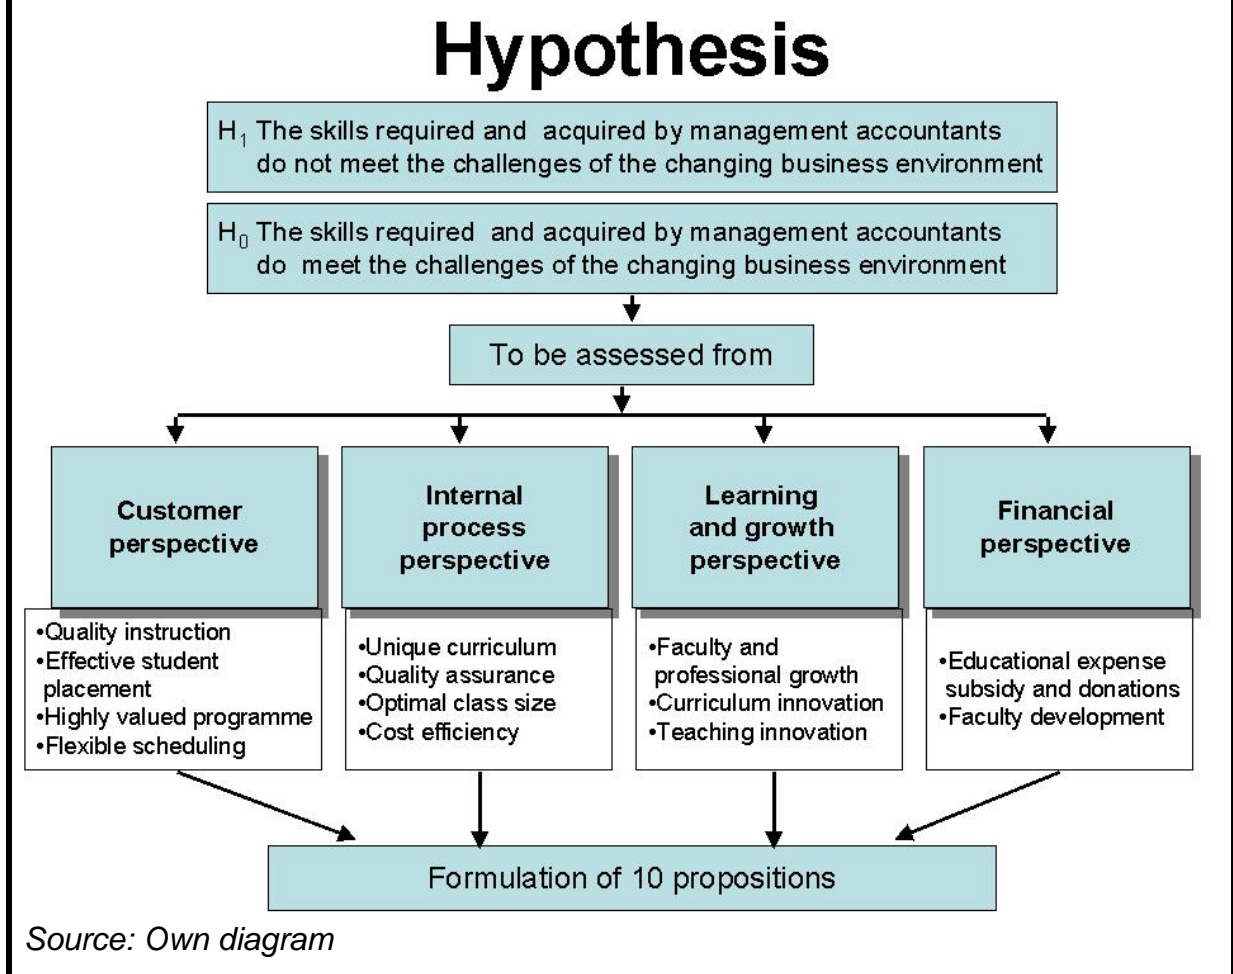 Hypothesis
H1 The skills required and acquired by management accountants
do not meet the challenges of the changing business environment
H0 The skills required and acquired by management accountants
do meet the challenges of the changing business environment
To be assessed from
Customer
perspective
Internal
process
perspective
Learning
and growth
perspective
Financial
perspective
•Quality instruction
•Effective student
placement
•Highly valued programme
•Flexible scheduling
•Unique curriculum
•Quality assurance
•Optimal class size
•Cost efficiency
•Faculty and
professional growth
•Curriculum innovation
•Teaching innovation
•Educational expense
subsidy and donations
•Faculty development
Formulation of 10 propositions
Source: Own diagram